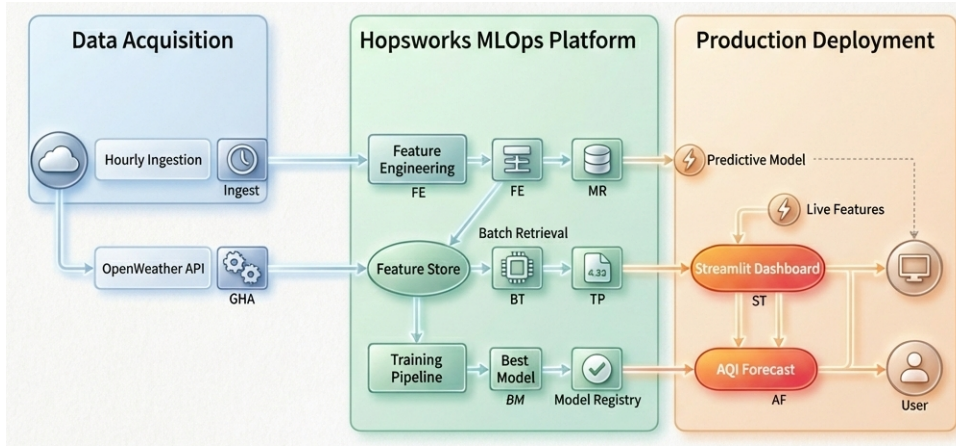 Data Acquisition
Hopsworks MLOps Platform
Production Deployment
Hourly Ingestion
Ingest
Feature
Engineering
FE
FE
MR
Predictive Model
Live Features
OpenWeather API
GHA
Feature Store
Batch Retrieval
BT
4.33
TP
Streamlit Dashboard
ST
Training
Pipeline
Best
Model
BM
Model Registry
AQI Forecast
AF
User